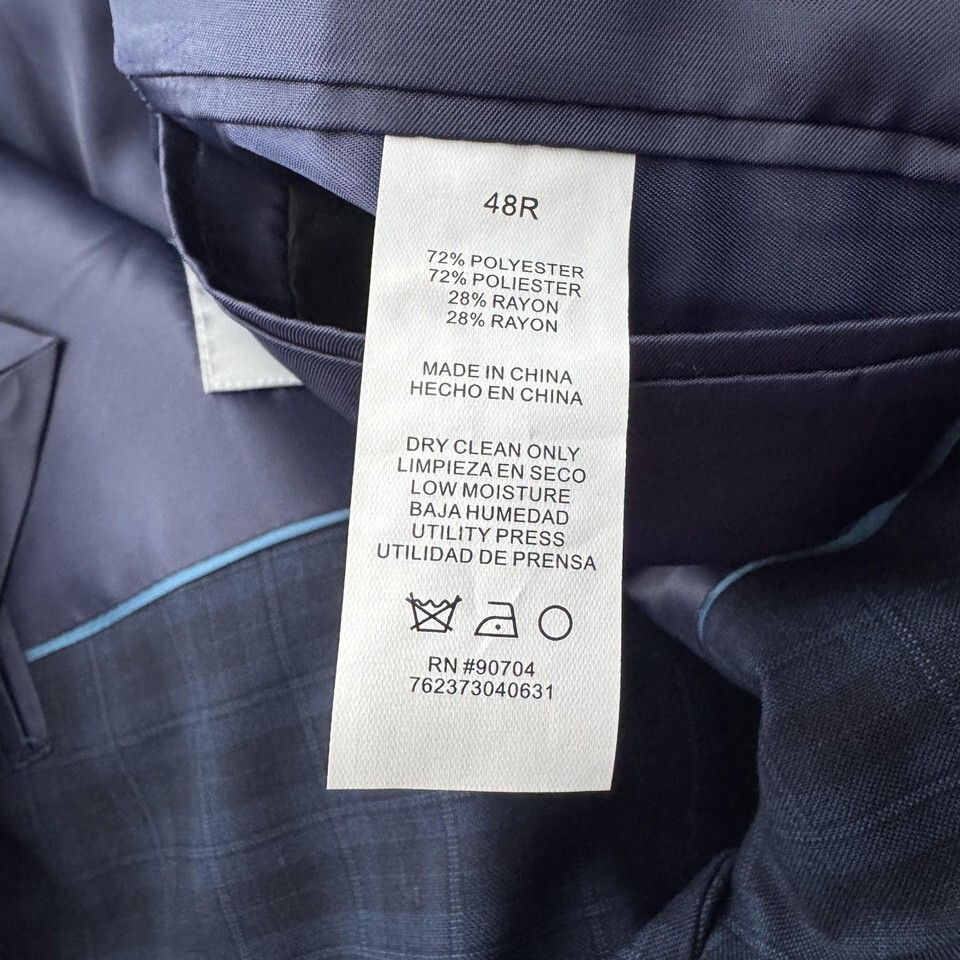 48R
72% POLYESTER
72% POLIESTER
28% RAYON
28% RAYON
MADE IN CHINA
HECHO EN CHINA
DRY CLEAN ONLY
LIMPIEZA EN SECO
LOW MOISTURE
BAJA HUMEDAD
UTILITY PRESS
UTILIDAD DE PRENSA
RN #90704
762373040631